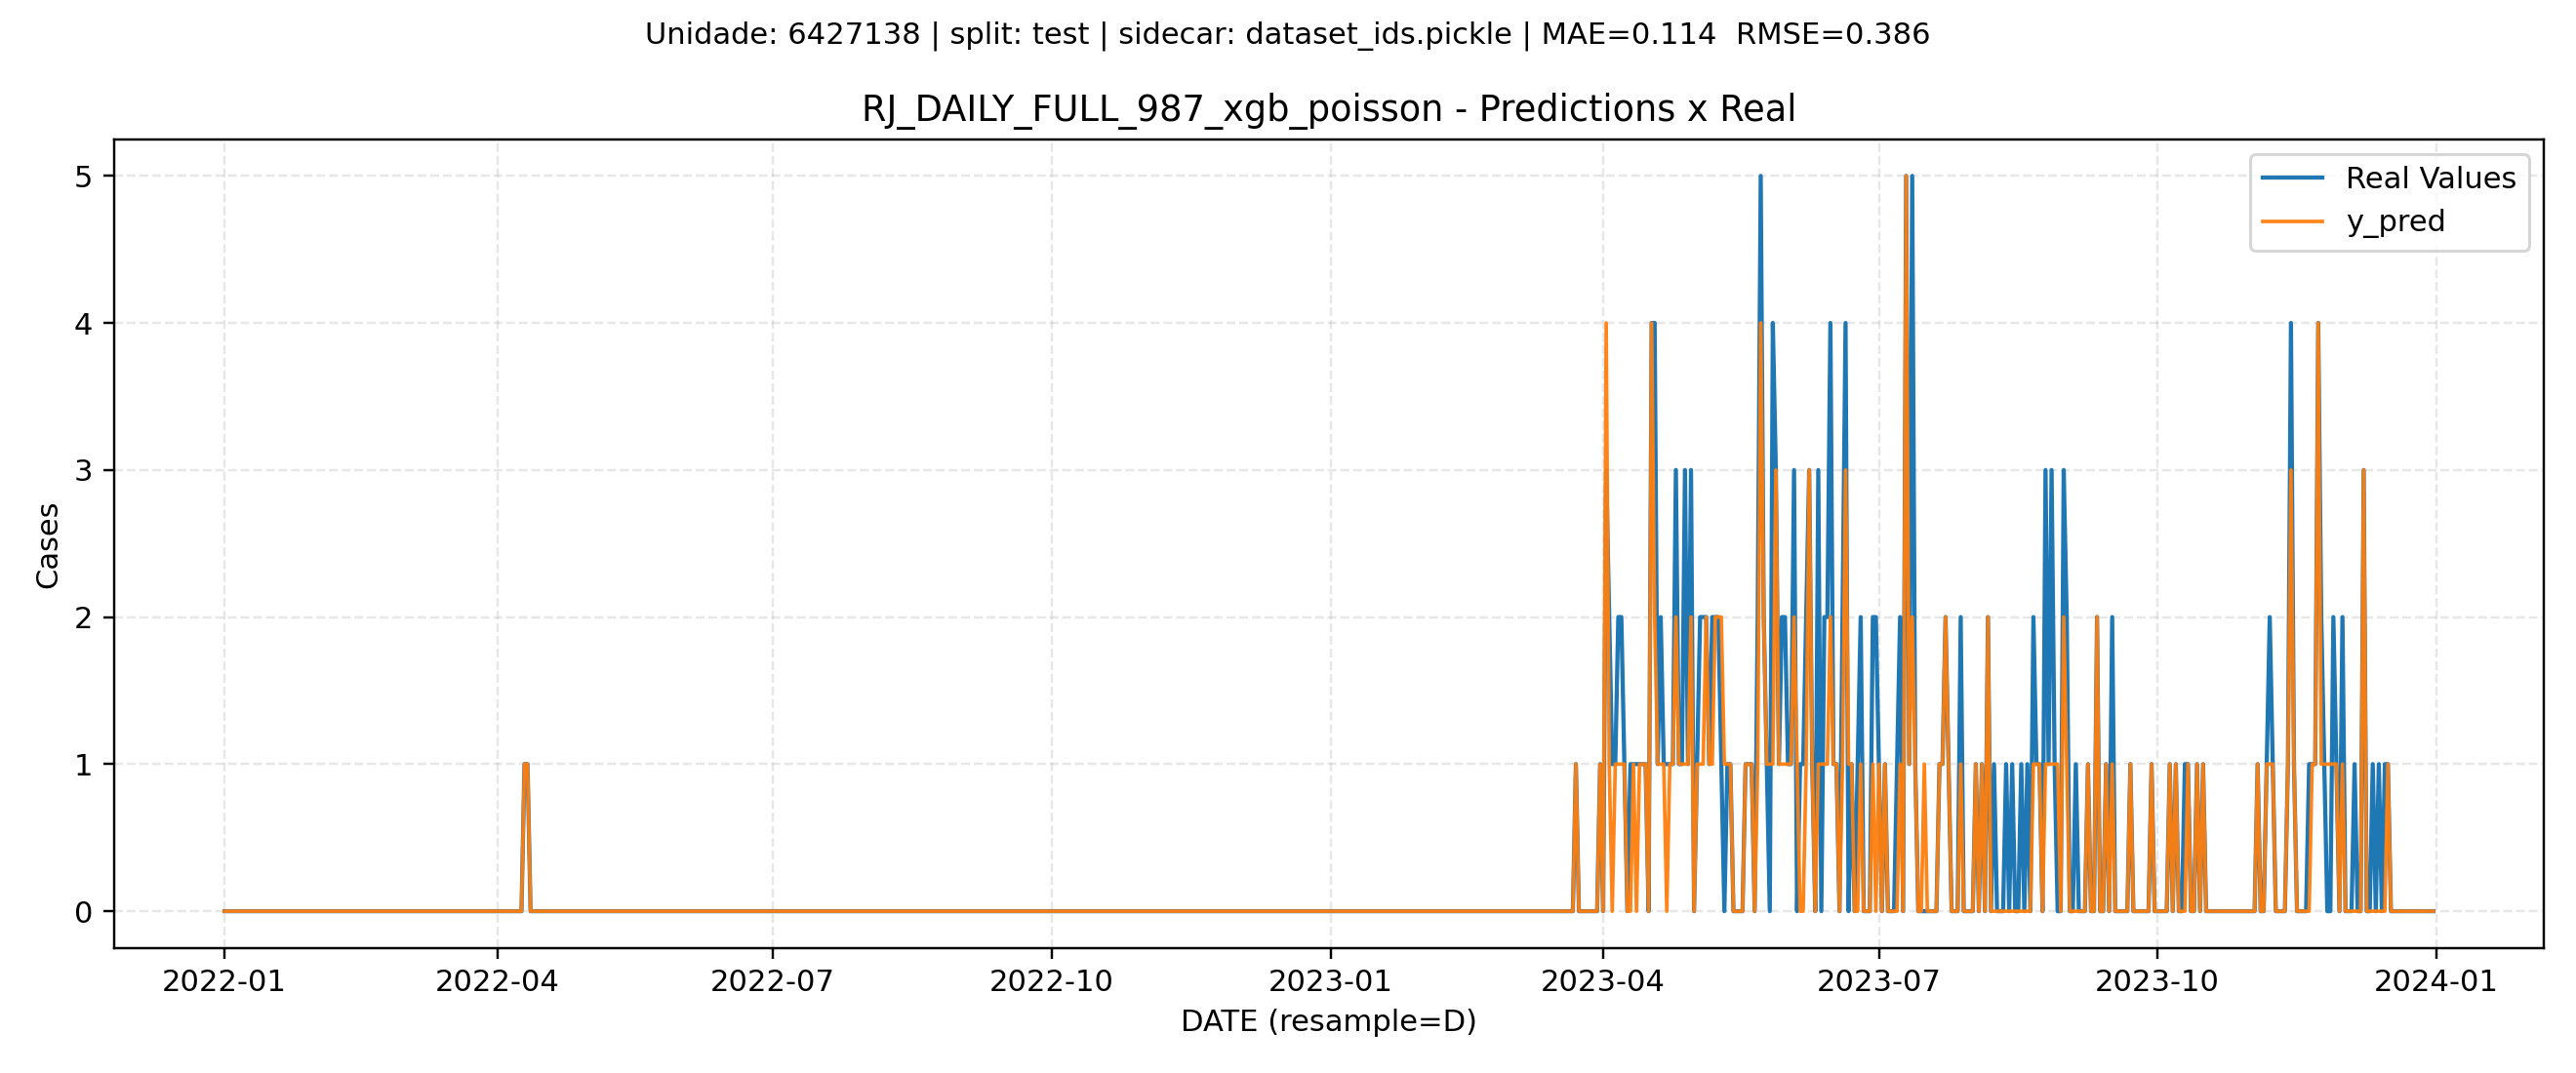 Unidade: 6427138 | split: test | sidecar: dataset_ids.pickle | MAE=0.114  RMSE=0.386
RJ_DAILY_FULL_987_xgb_poisson - Predictions x Real
Real Values
y_pred
5
4
3
2
1
0
Cases
2022-01
2022-04
2022-07
2022-10
2023-01
2023-04
2023-07
2023-10
2024-01
DATE (resample=D)